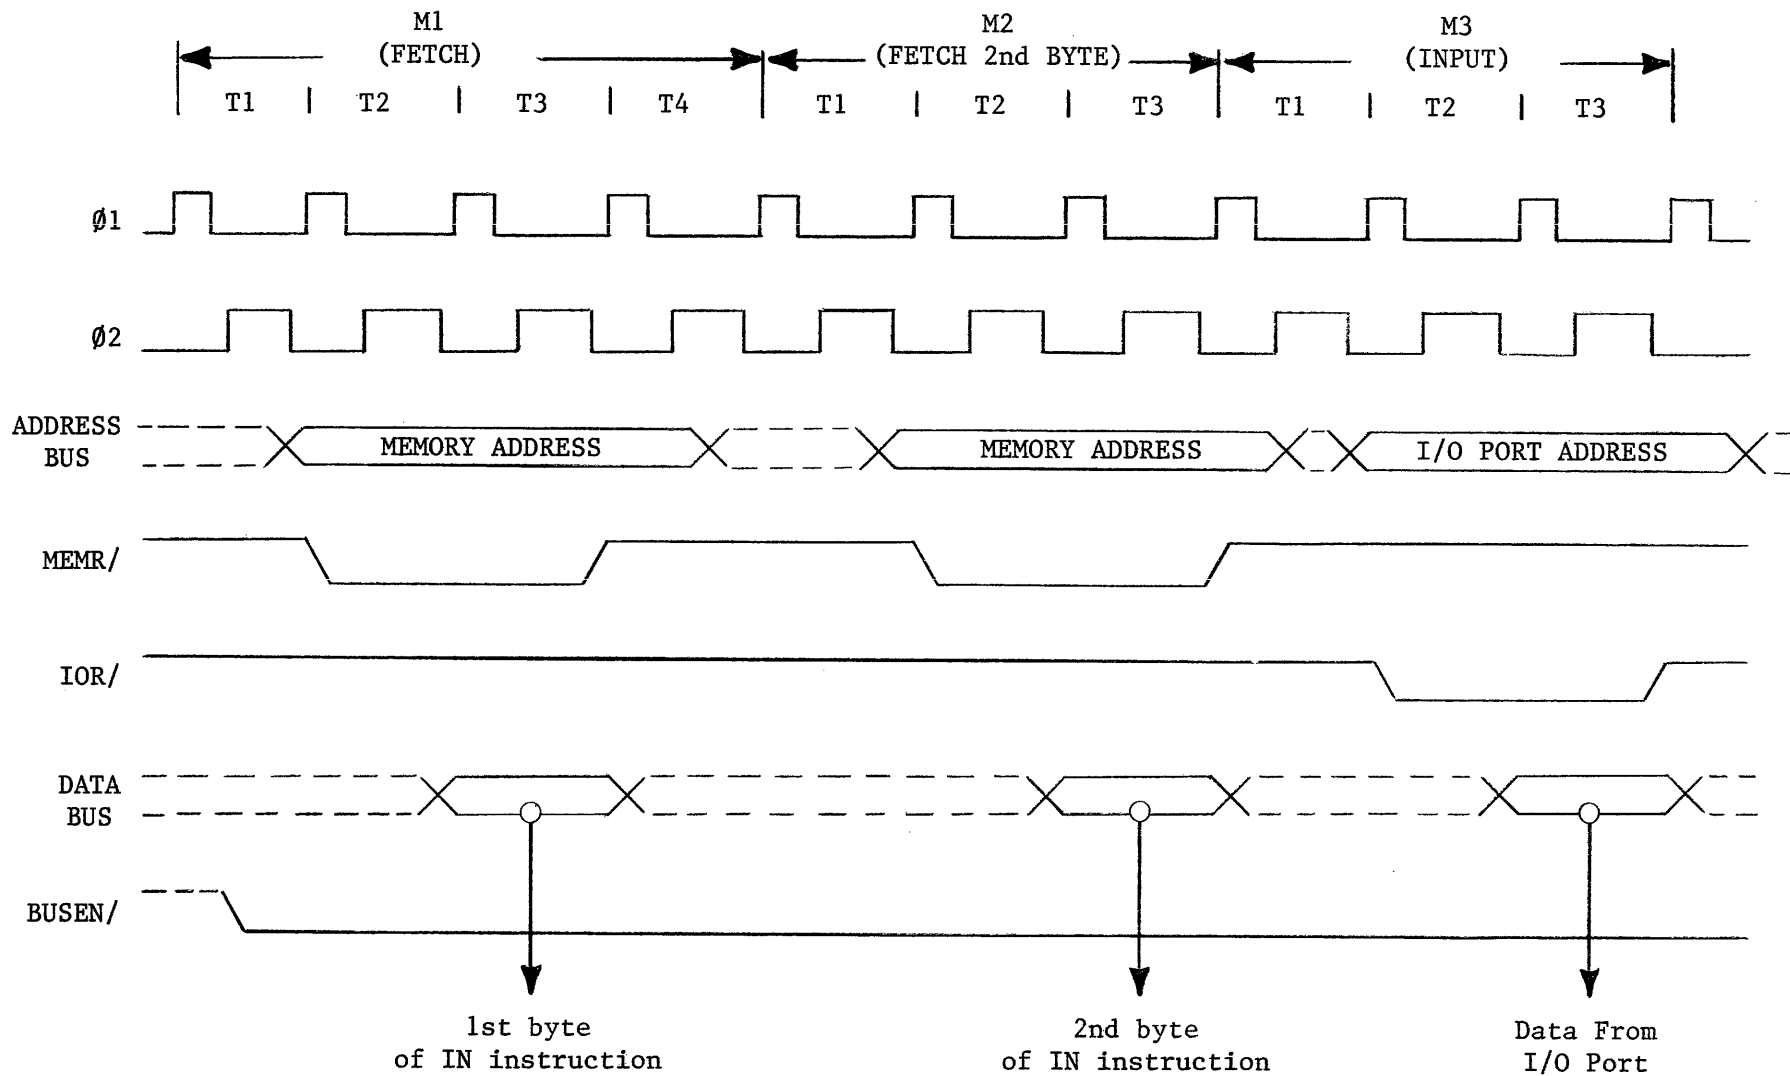 M1 M2 M3
(FETCH) (FETCH 2nd BYTE) (INPUT)
T1 T2 T3 T4 T1 T2 T3 T1 T2 T3
Ø1
Ø2
ADDRESS
BUS
MEMORY ADDRESS MEMORY ADDRESS I/O PORT ADDRESS
MEMR/
IOR/
DATA
BUS
BUSEN/
1st byte
of IN instruction
2nd byte
of IN instruction
Data From
I/O Port